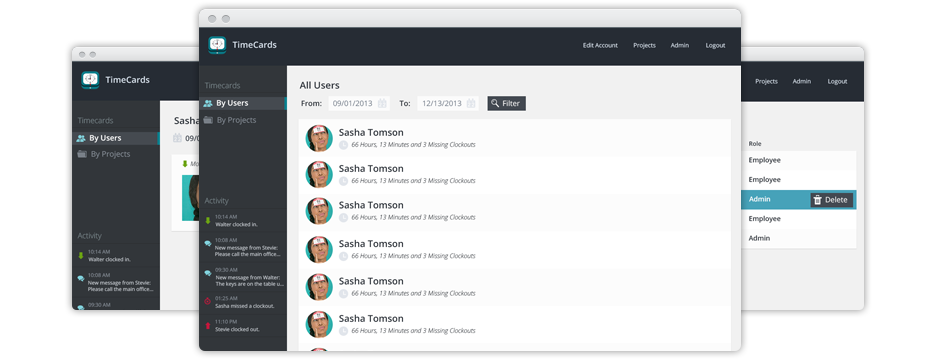 TimeCards
Edit Account
Projects
Admin
Logout
Timecards
By Users
By Projects
Activity
10:14 AM
Walter clocked in.
10:08 AM
New message from Stevie:
Please call the main office...
09:30 AM
New message from Walter:
The keys are on the table u...
01:25 AM
Sasha missed a clockout.
11:10 PM
Stevie clocked out.
All Users
From: 09/01/2013 To: 12/13/2013 Filter
Sasha Tomson
66 Hours, 13 Minutes and 3 Missing Clockouts
Sasha Tomson
66 Hours, 13 Minutes and 3 Missing Clockouts
Sasha Tomson
66 Hours, 13 Minutes and 3 Missing Clockouts
Sasha Tomson
66 Hours, 13 Minutes and 3 Missing Clockouts
Sasha Tomson
66 Hours, 13 Minutes and 3 Missing Clockouts
Sasha Tomson
66 Hours, 13 Minutes and 3 Missing Clockouts
TimeCards
Timecards
By Users
By Projects
Activity
10:14 AM
Walter clocked in.
10:08 AM
New message from Stevie:
Please call the main office...
09:30 AM
Sasha
09/0
Projects
Admin
Logout
Role
Employee
Employee
Admin Delete
Employee
Admin